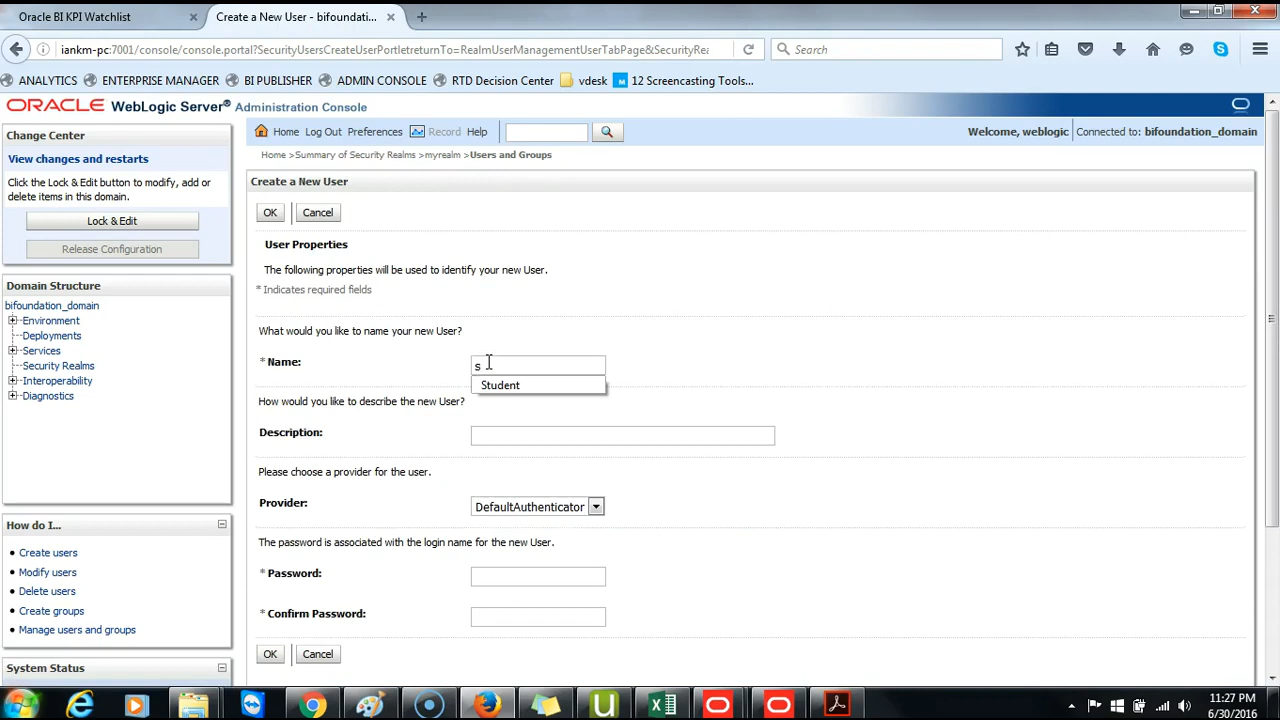 Oracle BI KPI Watchlist
Create a New User - bifoundati...
iankm-pc:7001/console/console.portal?SecurityUsersCreateUserPortletreturnTo=RealmUserManagementUserTabPage&SecurityRea
Search
ANALYTICS
ENTERPRISE MANAGER
BI PUBLISHER
ADMIN CONSOLE
RTD Decision Center
vdesk
12 Screencasting Tools...
ORACLE WebLogic Server® Administration Console
Change Center
View changes and restarts
Click the Lock & Edit button to modify, add or
delete items in this domain.
Lock & Edit
Release Configuration
Domain Structure
bifoundation_domain
Environment
Deployments
Services
Security Realms
Interoperability
Diagnostics
How do I...
Create users
Modify users
Delete users
Create groups
Manage users and groups
System Status
Home Log Out Preferences Record Help
Welcome, weblogic
Connected to: bifoundation_domain
Home >Summary of Security Realms >myrealm >Users and Groups
Create a New User
OK Cancel
User Properties
The following properties will be used to identify your new User.
* Indicates required fields
What would you like to name your new User?
* Name: s
Student
How would you like to describe the new User?
Description:
Please choose a provider for the user.
Provider: DefaultAuthenticator
The password is associated with the login name for the new User.
* Password:
* Confirm Password:
OK Cancel
11:27 PM
6/30/2016